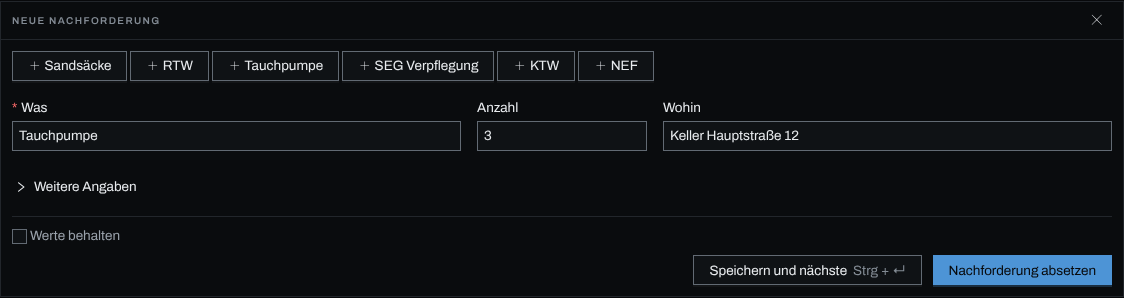 NEUE NACHFORDERUNG
+ Sandsäcke + RTW + Tauchpumpe + SEG Verpflegung + KTW + NEF
* Was Anzahl Wohin
Tauchpumpe 3 Keller Hauptstraße 12
Weitere Angaben
Werte behalten
Speichern und nächste Strg + ↵ Nachforderung absetzen